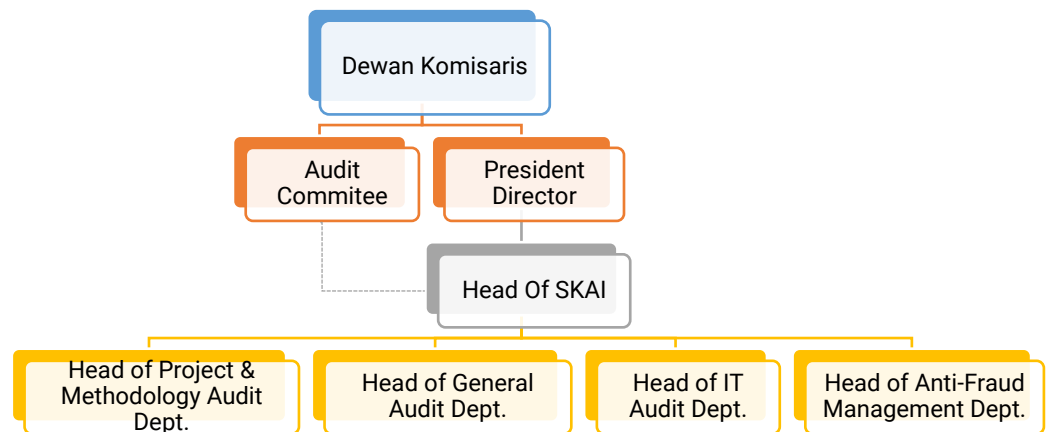 Dewan Komisaris
Audit
Commitee
President
Director
Head Of SKAI
Head of Project &
Methodology Audit
Dept.
Head of General
Audit Dept.
Head of IT
Audit Dept.
Head of Anti-Fraud
Management Dept.